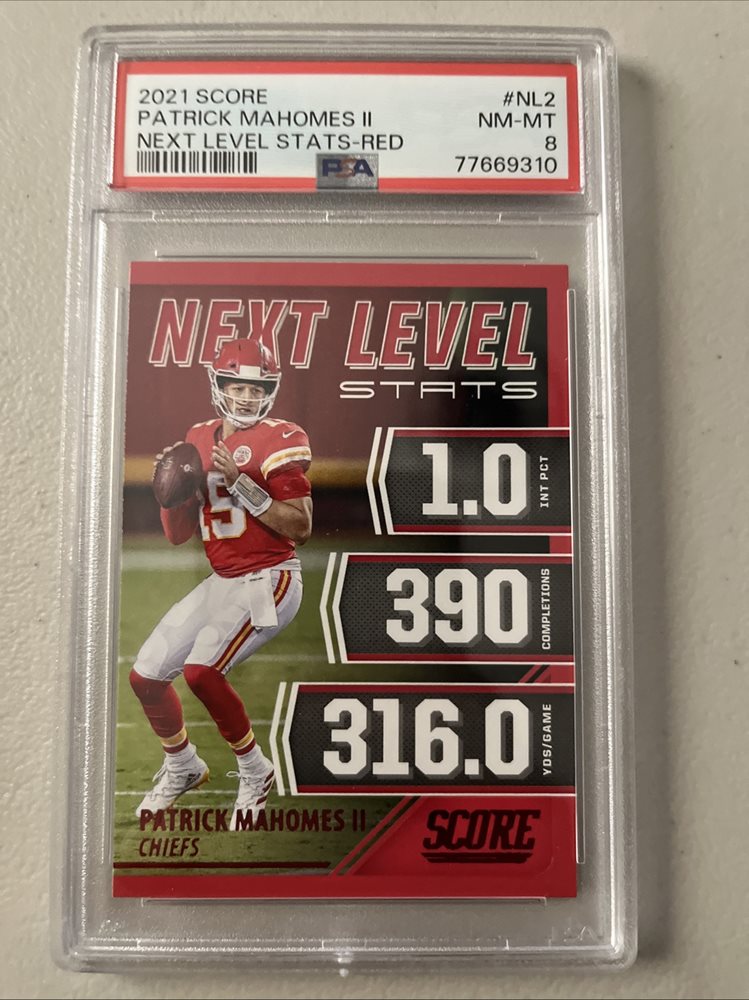 2021 SCORE #NL2
PATRICK MAHOMES II NM-MT
NEXT LEVEL STATS-RED 8
PSA 77669310
NEXT LEVEL
STATS
1.0 INT PCT
15
390 COMPLETIONS
316.0 YDS/GAME
PATRICK MAHOMES II
CHIEFS
SCORE